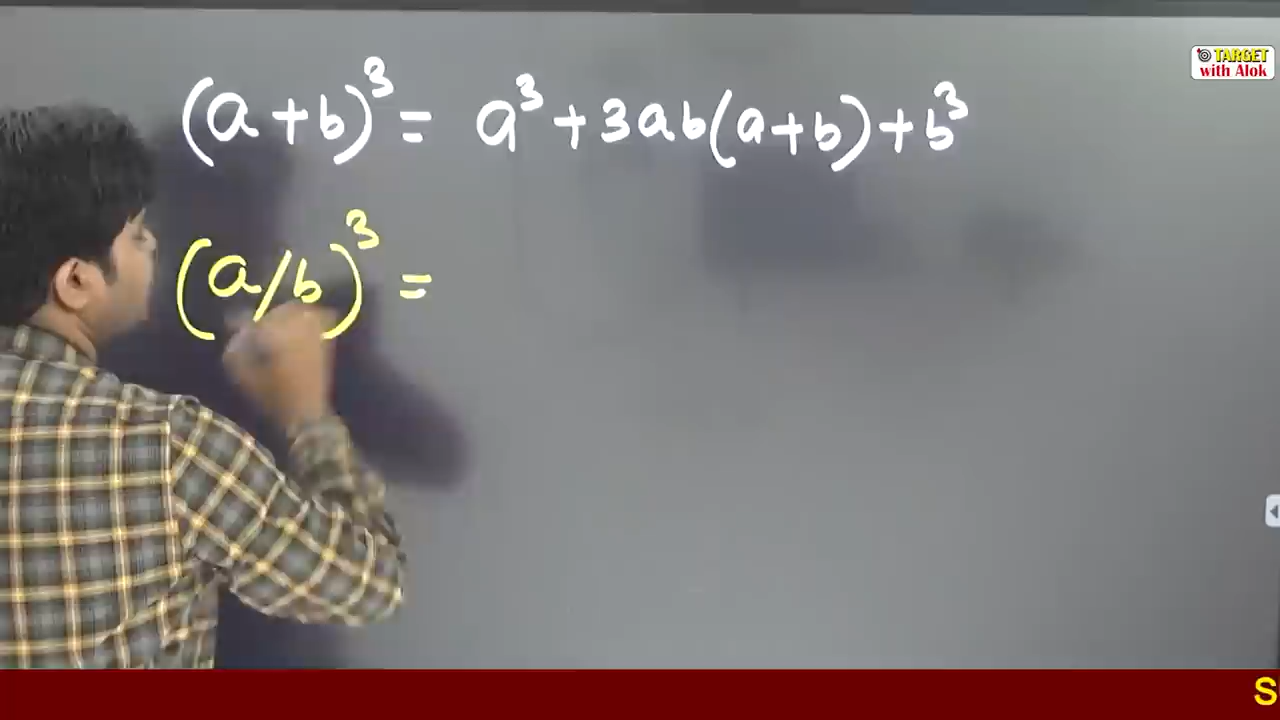 TARGET
with Alok
(a+b)³ = a³+3ab(a+b)+b³
(a/b)³ =
S